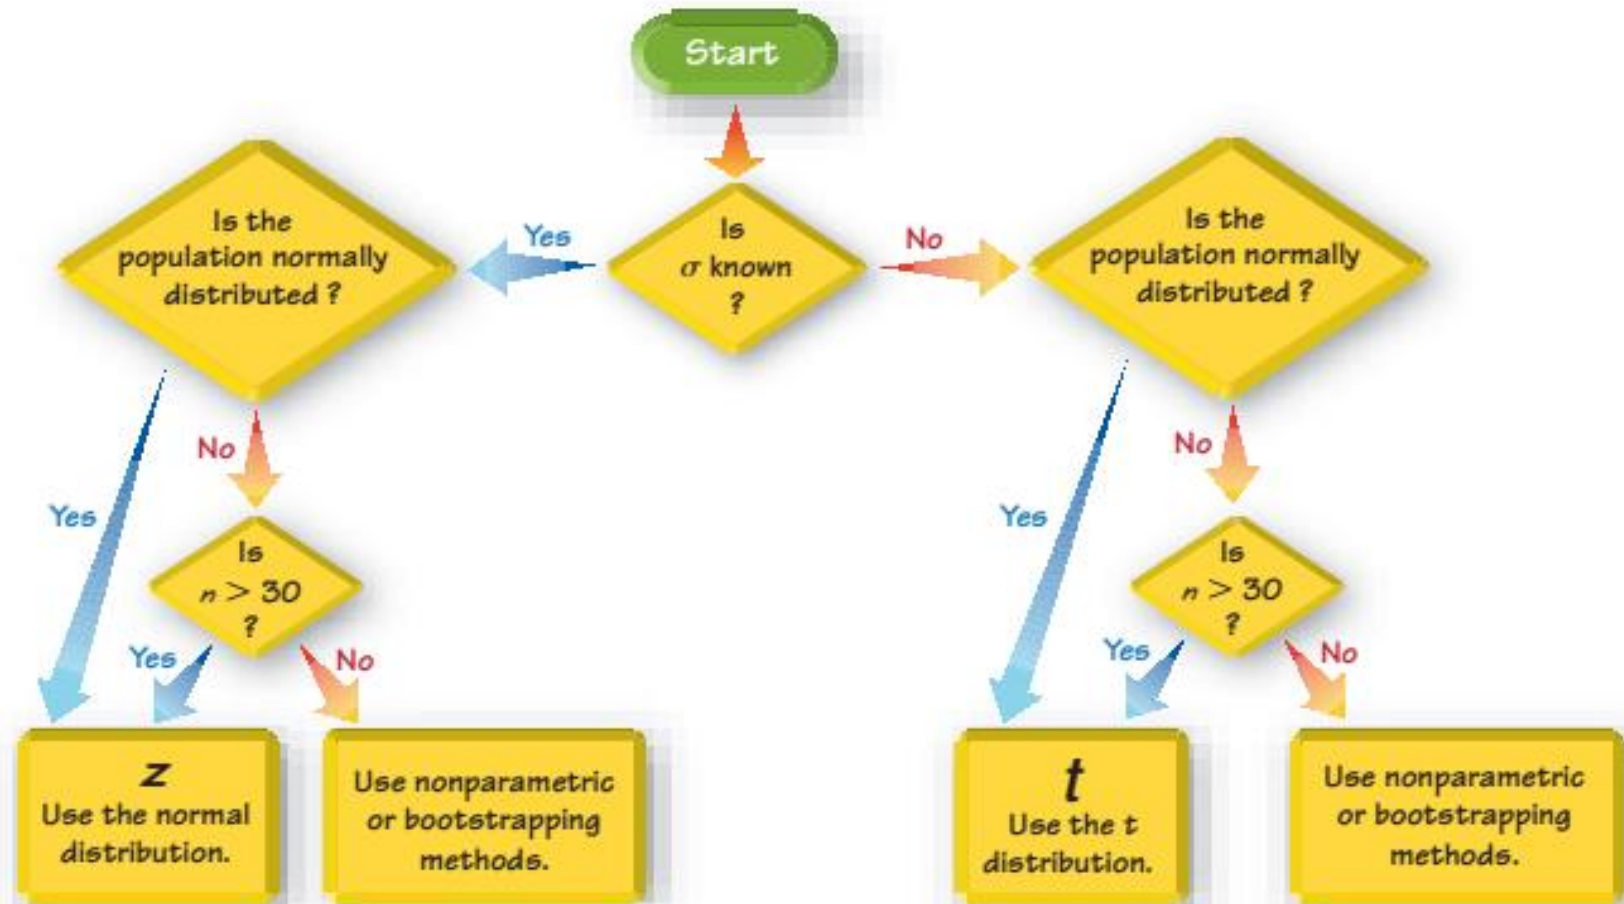 Start
Is the
population normally
distributed ?
Yes
Is
σ known
?
No
Is the
population normally
distributed ?
Yes
No
Is
n > 30
?
Yes
No
Yes
No
Is
n > 30
?
Yes
No
z
Use the normal
distribution.
Use nonparametric
or bootstrapping
methods.
t
Use the t
distribution.
Use nonparametric
or bootstrapping
methods.